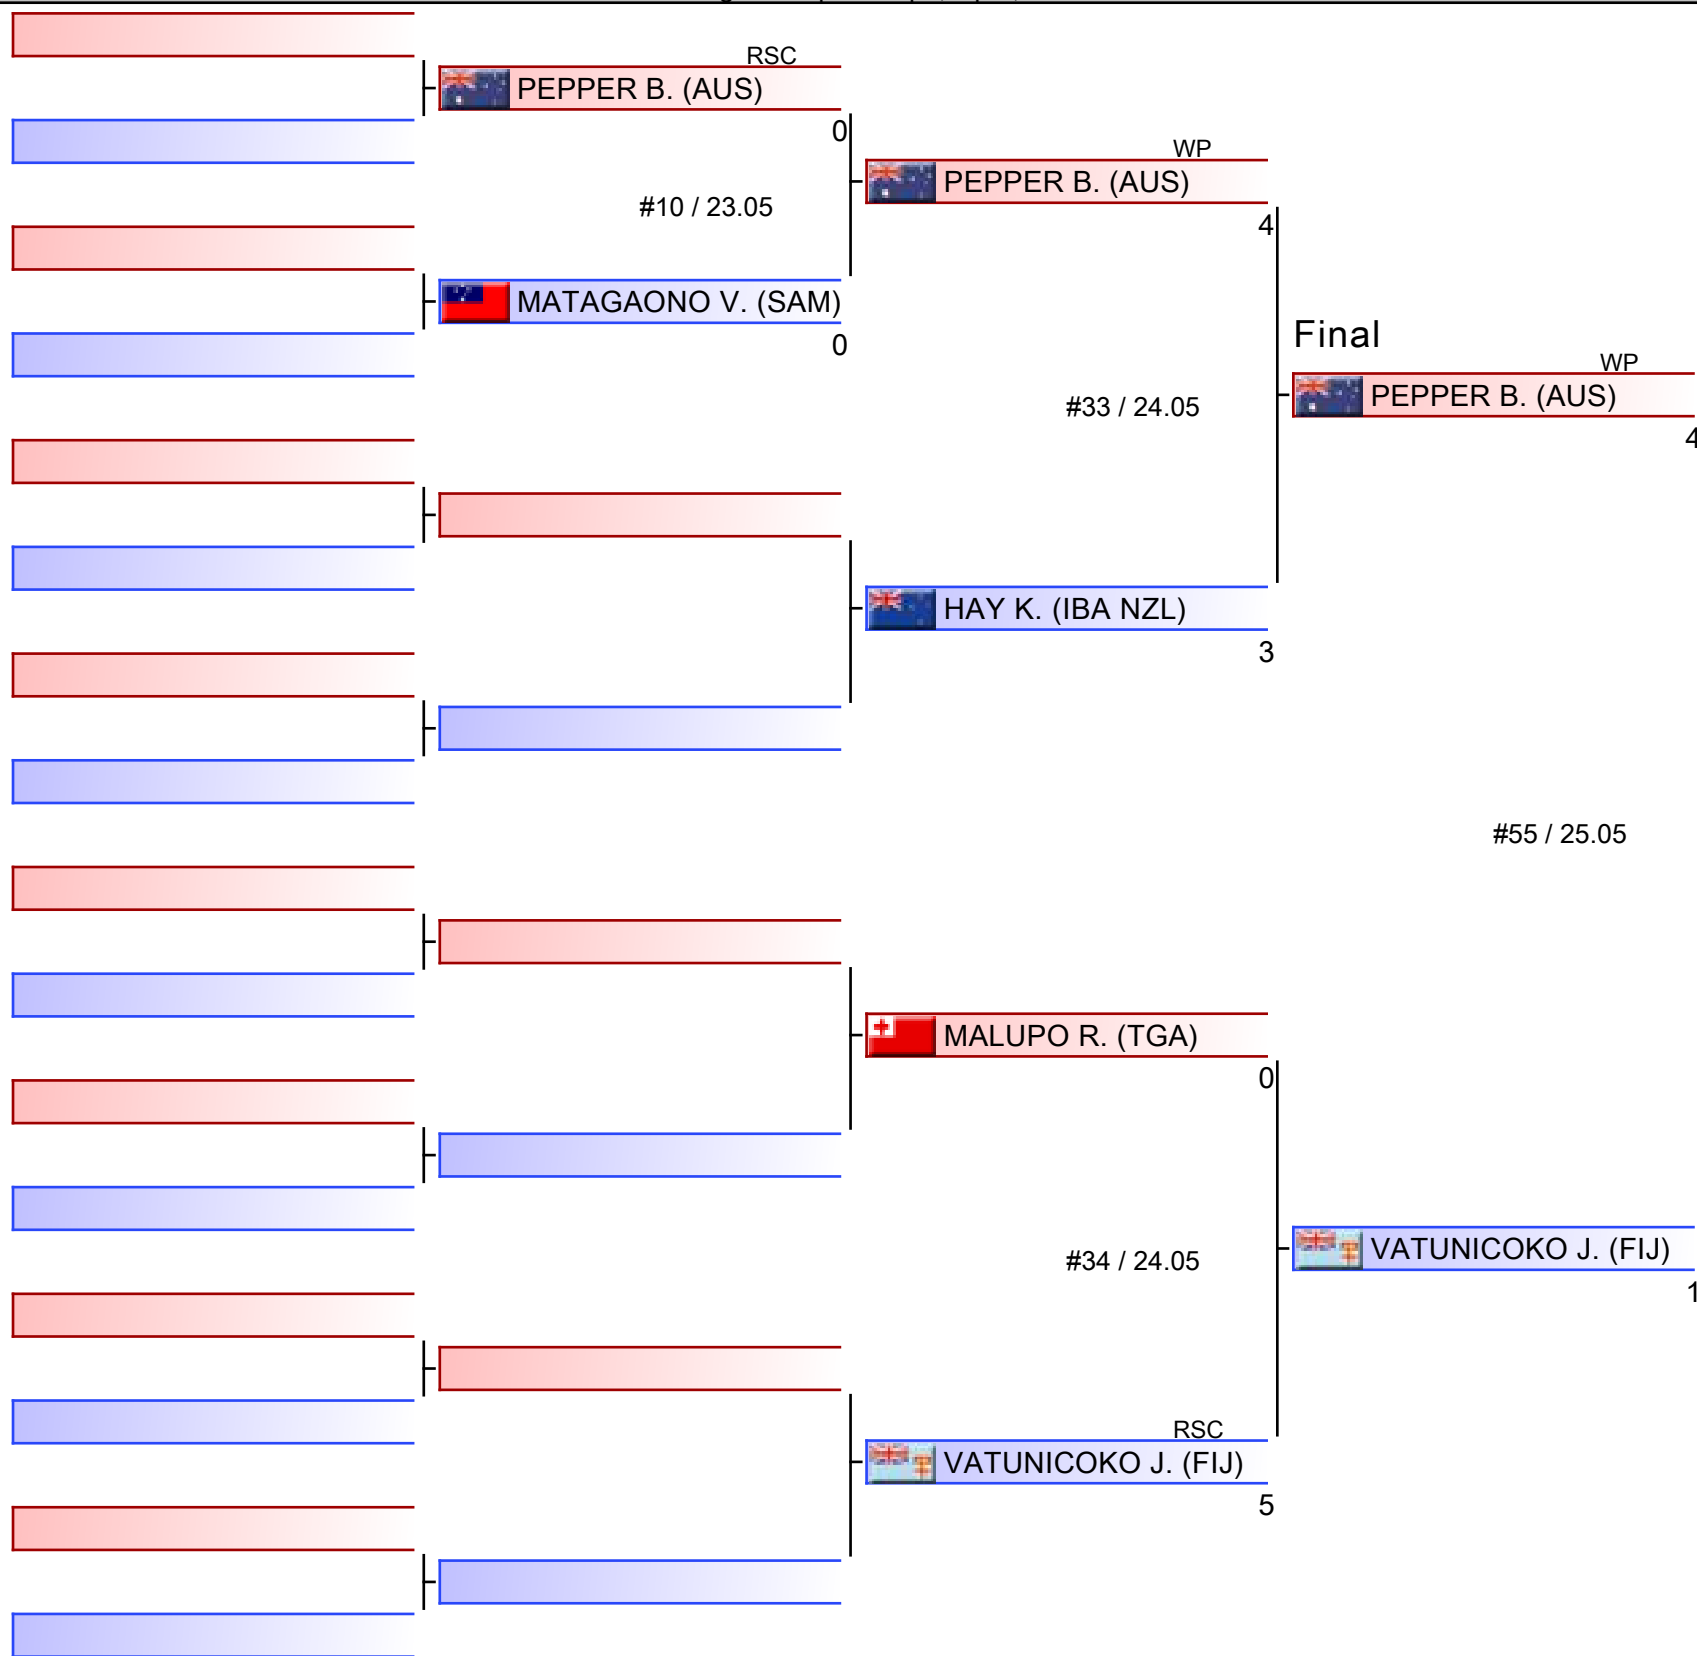 RSC
PEPPER B. (AUS)
0
#10 / 23.05
MATAGAONO V. (SAM)
0
WP
PEPPER B. (AUS)
4
#33 / 24.05
HAY K. (IBA NZL)
3
MALUPO R. (TGA)
0
#34 / 24.05
RSC
VATUNICOKO J. (FIJ)
5
Final
WP
PEPPER B. (AUS)
4
#55 / 25.05
VATUNICOKO J. (FIJ)
1